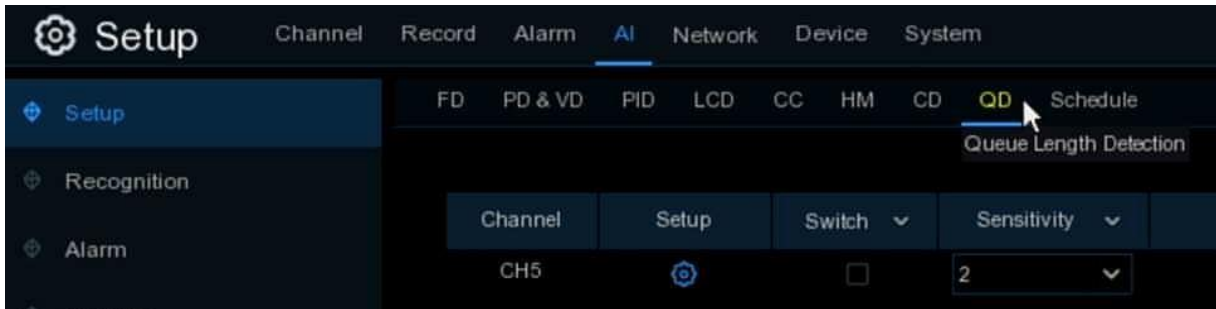 Setup Channel Record Alarm AI Network Device System
Setup FD PD & VD PID LCD CC HM CD QD Schedule
Queue Length Detection
Recognition
Channel Setup Switch Sensitivity
Alarm
CH5 2